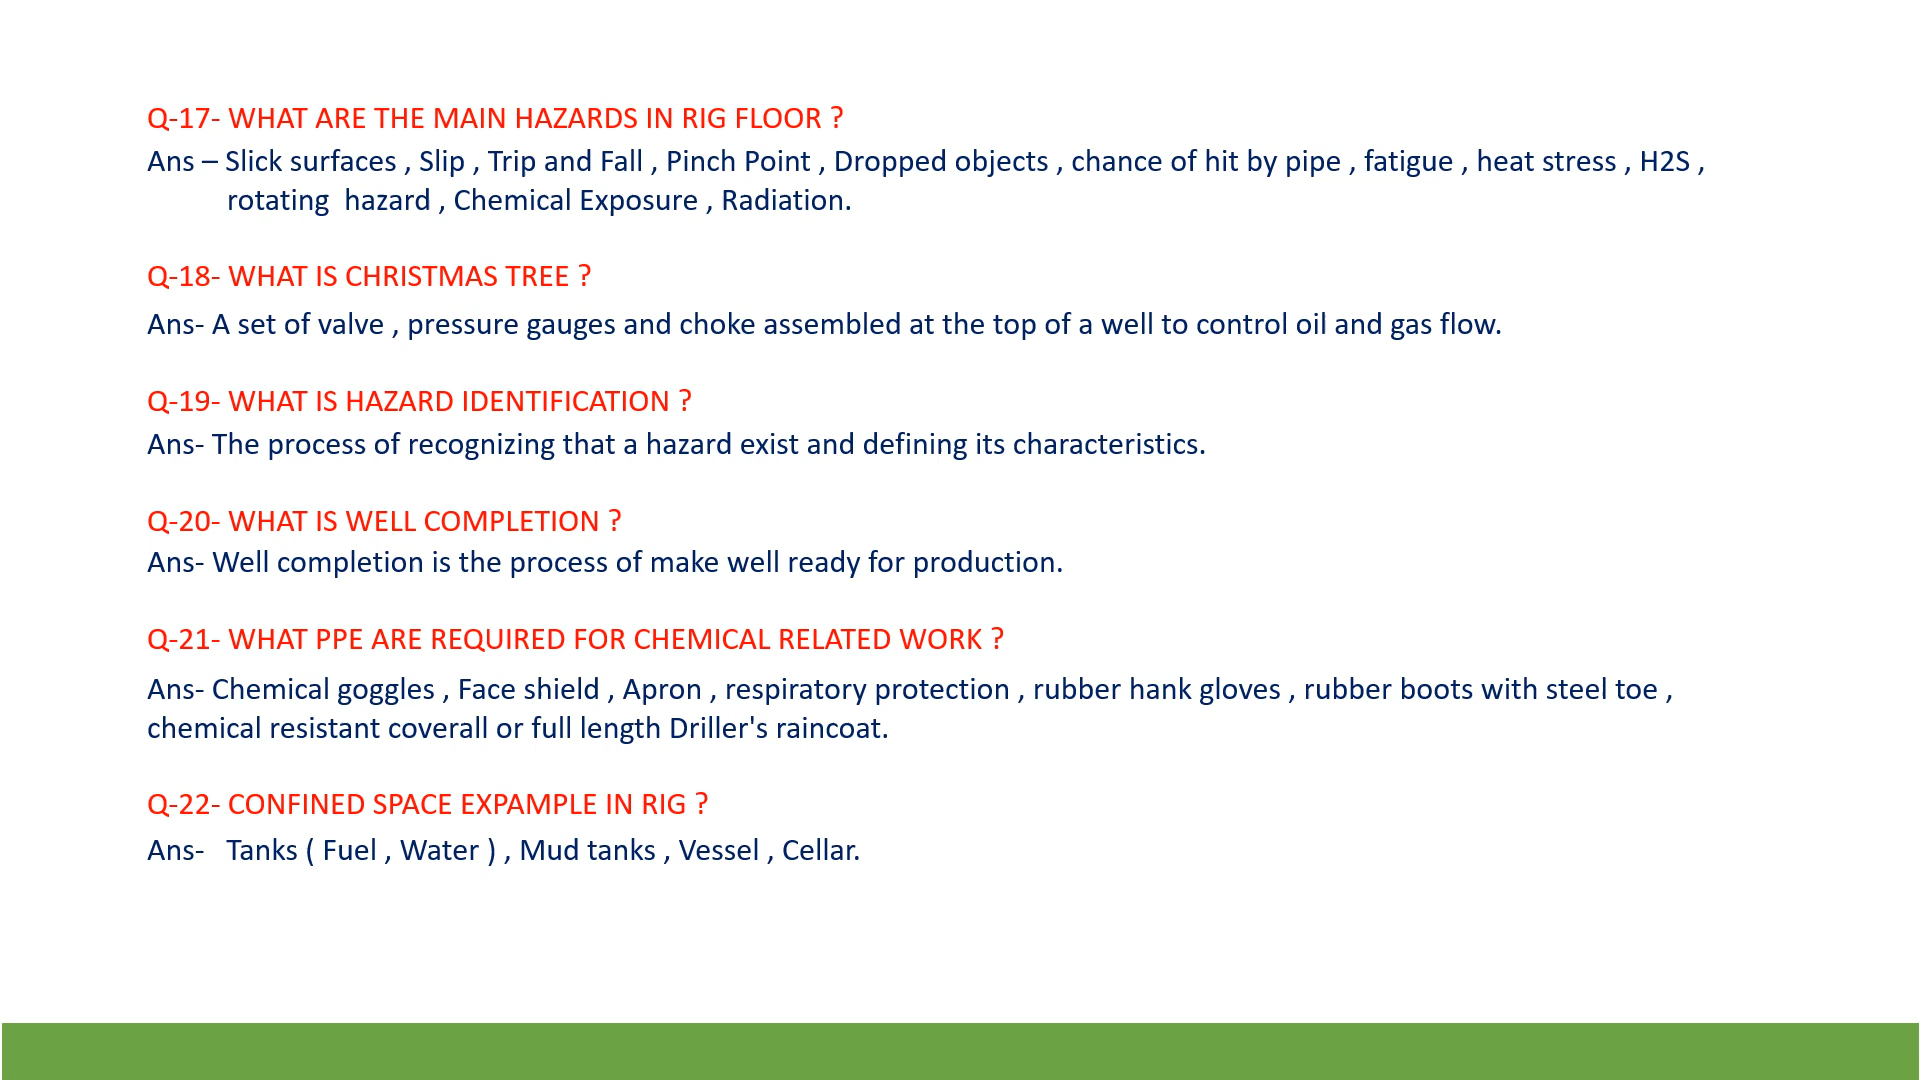 Q-17- WHAT ARE THE MAIN HAZARDS IN RIG FLOOR ?
Ans – Slick surfaces , Slip , Trip and Fall , Pinch Point , Dropped objects , chance of hit by pipe , fatigue , heat stress , H2S ,
rotating  hazard , Chemical Exposure , Radiation.
Q-18- WHAT IS CHRISTMAS TREE ?
Ans- A set of valve , pressure gauges and choke assembled at the top of a well to control oil and gas flow.
Q-19- WHAT IS HAZARD IDENTIFICATION ?
Ans- The process of recognizing that a hazard exist and defining its characteristics.
Q-20- WHAT IS WELL COMPLETION ?
Ans- Well completion is the process of make well ready for production.
Q-21- WHAT PPE ARE REQUIRED FOR CHEMICAL RELATED WORK ?
Ans- Chemical goggles , Face shield , Apron , respiratory protection , rubber hank gloves , rubber boots with steel toe ,
chemical resistant coverall or full length Driller's raincoat.
Q-22- CONFINED SPACE EXPAMPLE IN RIG ?
Ans-   Tanks ( Fuel , Water ) , Mud tanks , Vessel , Cellar.